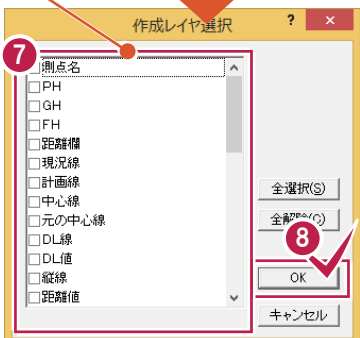 作成レイヤ選択 ? ×
7
測点名
PH
GH
FH
距離欄
現況線
計画線
中心線
元の中心線
DL線
DL値
縦線
距離値
全選択(S)
全解除(C)
8
OK
キャンセル